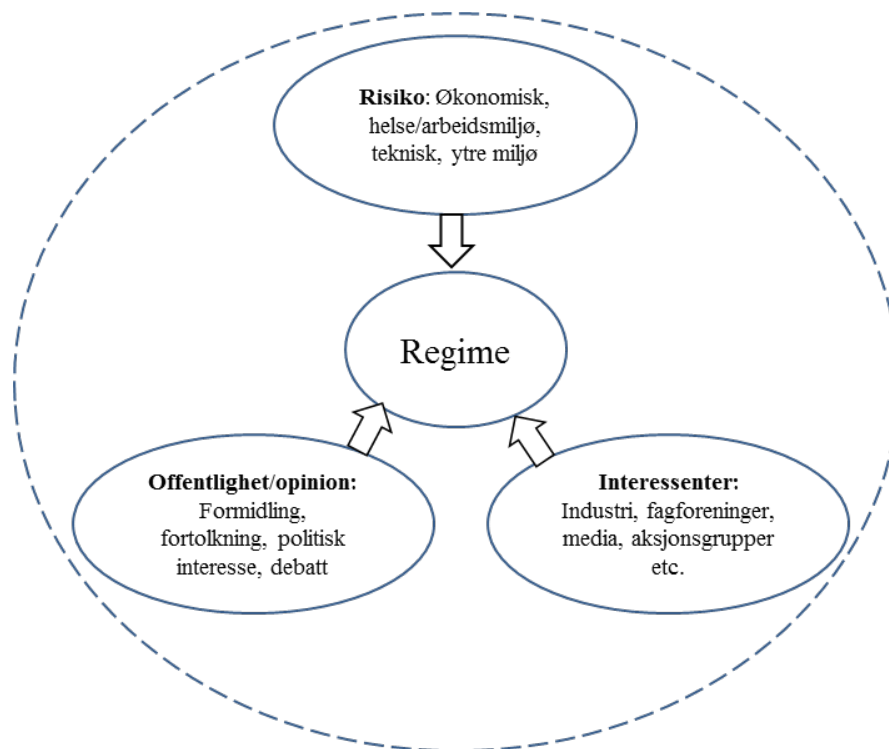 Risiko: Økonomisk,
helse/arbeidsmiljø,
teknisk, ytre miljø
Regime
Offentlighet/opinion:
Formidling,
fortolkning, politisk
interesse, debatt
Interessenter:
Industri, fagforeninger,
media, aksjonsgrupper
etc.